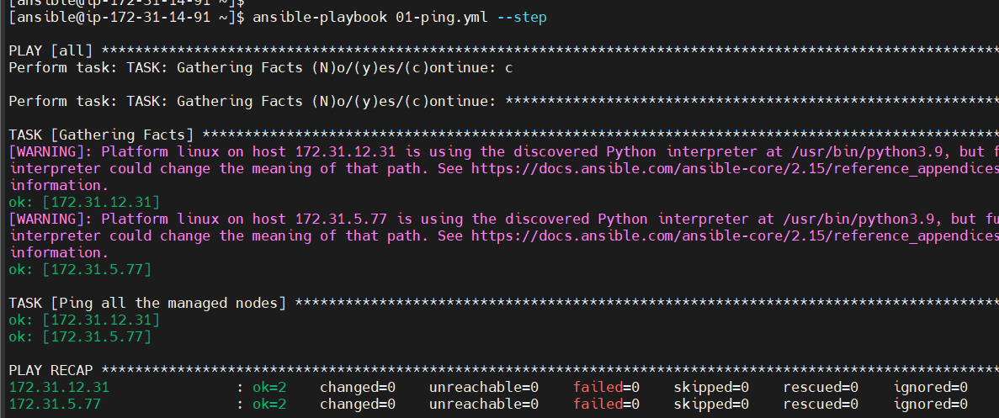 [ansible@ip-172-31-14-91 ~]$
[ansible@ip-172-31-14-91 ~]$ ansible-playbook 01-ping.yml --step
PLAY [all] ***********************************************************************************************************
Perform task: TASK: Gathering Facts (N)o/(y)es/(c)ontinue: c
Perform task: TASK: Gathering Facts (N)o/(y)es/(c)ontinue: ***********************************************************
TASK [Gathering Facts] ***********************************************************************************************
[WARNING]: Platform linux on host 172.31.12.31 is using the discovered Python interpreter at /usr/bin/python3.9, but f
interpreter could change the meaning of that path. See https://docs.ansible.com/ansible-core/2.15/reference_appendices
information.
ok: [172.31.12.31]
[WARNING]: Platform linux on host 172.31.5.77 is using the discovered Python interpreter at /usr/bin/python3.9, but fu
interpreter could change the meaning of that path. See https://docs.ansible.com/ansible-core/2.15/reference_appendices
information.
ok: [172.31.5.77]
TASK [Ping all the managed nodes] ************************************************************************************
ok: [172.31.12.31]
ok: [172.31.5.77]
PLAY RECAP ***********************************************************************************************************
172.31.12.31               : ok=2    changed=0    unreachable=0    failed=0    skipped=0    rescued=0    ignored=0
172.31.5.77                : ok=2    changed=0    unreachable=0    failed=0    skipped=0    rescued=0    ignored=0